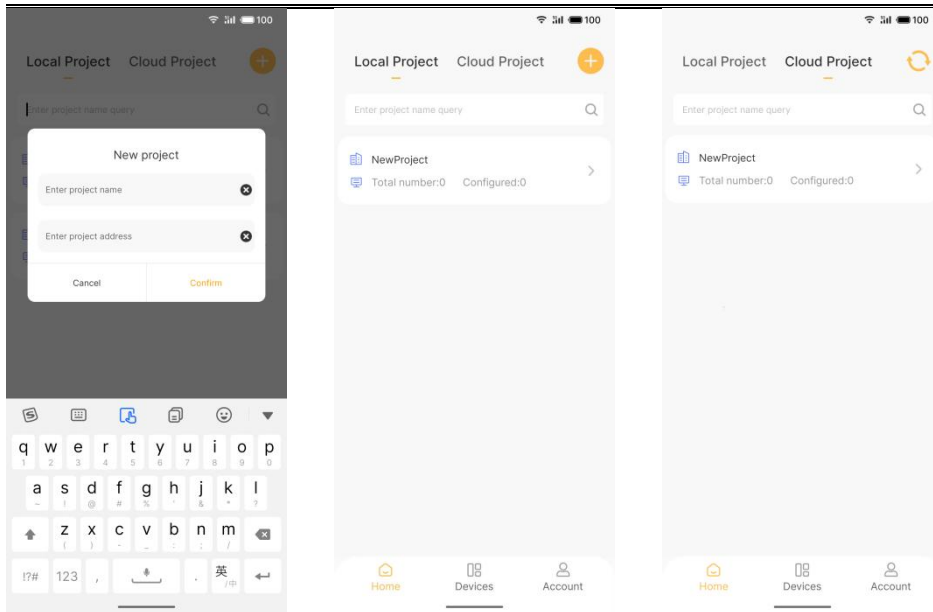 100
Local Project Cloud Project
Enter project name query
New project
Enter project name
Enter project address
Cancel Confirm
q w e r t y u i o p
1 2 3 4 5 6 7 8 9 0
a s d f g h j k l
~ ! @ # % ' & * ?
z x c v b n m
( ) - _ : ; /
!?# 123 , . 英
/中
100
Local Project Cloud Project
Enter project name query
NewProject
Total number:0 Configured:0
Home Devices Account
100
Local Project Cloud Project
Enter project name query
NewProject
Total number:0 Configured:0
Home Devices Account